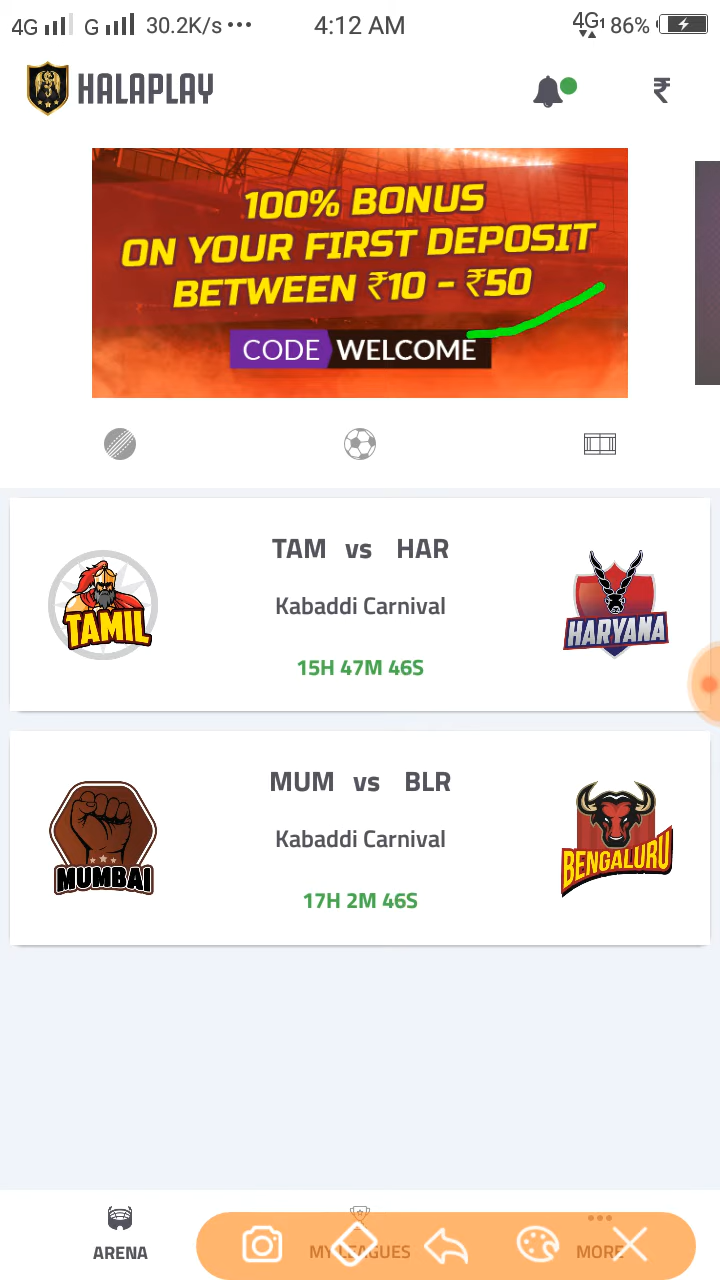 4G G 30.2K/s ••• 4:12 AM 4G1 86%
HALAPLAY ₹
100% BONUS
ON YOUR FIRST DEPOSIT
BETWEEN ₹10 - ₹50
CODE WELCOME
TAM vs HAR
Kabaddi Carnival
15H 47M 46S
TAMIL
HARYANA
MUM vs BLR
Kabaddi Carnival
17H 2M 46S
MUMBAI
BENGALURU
ARENA MY LEAGUES MORE